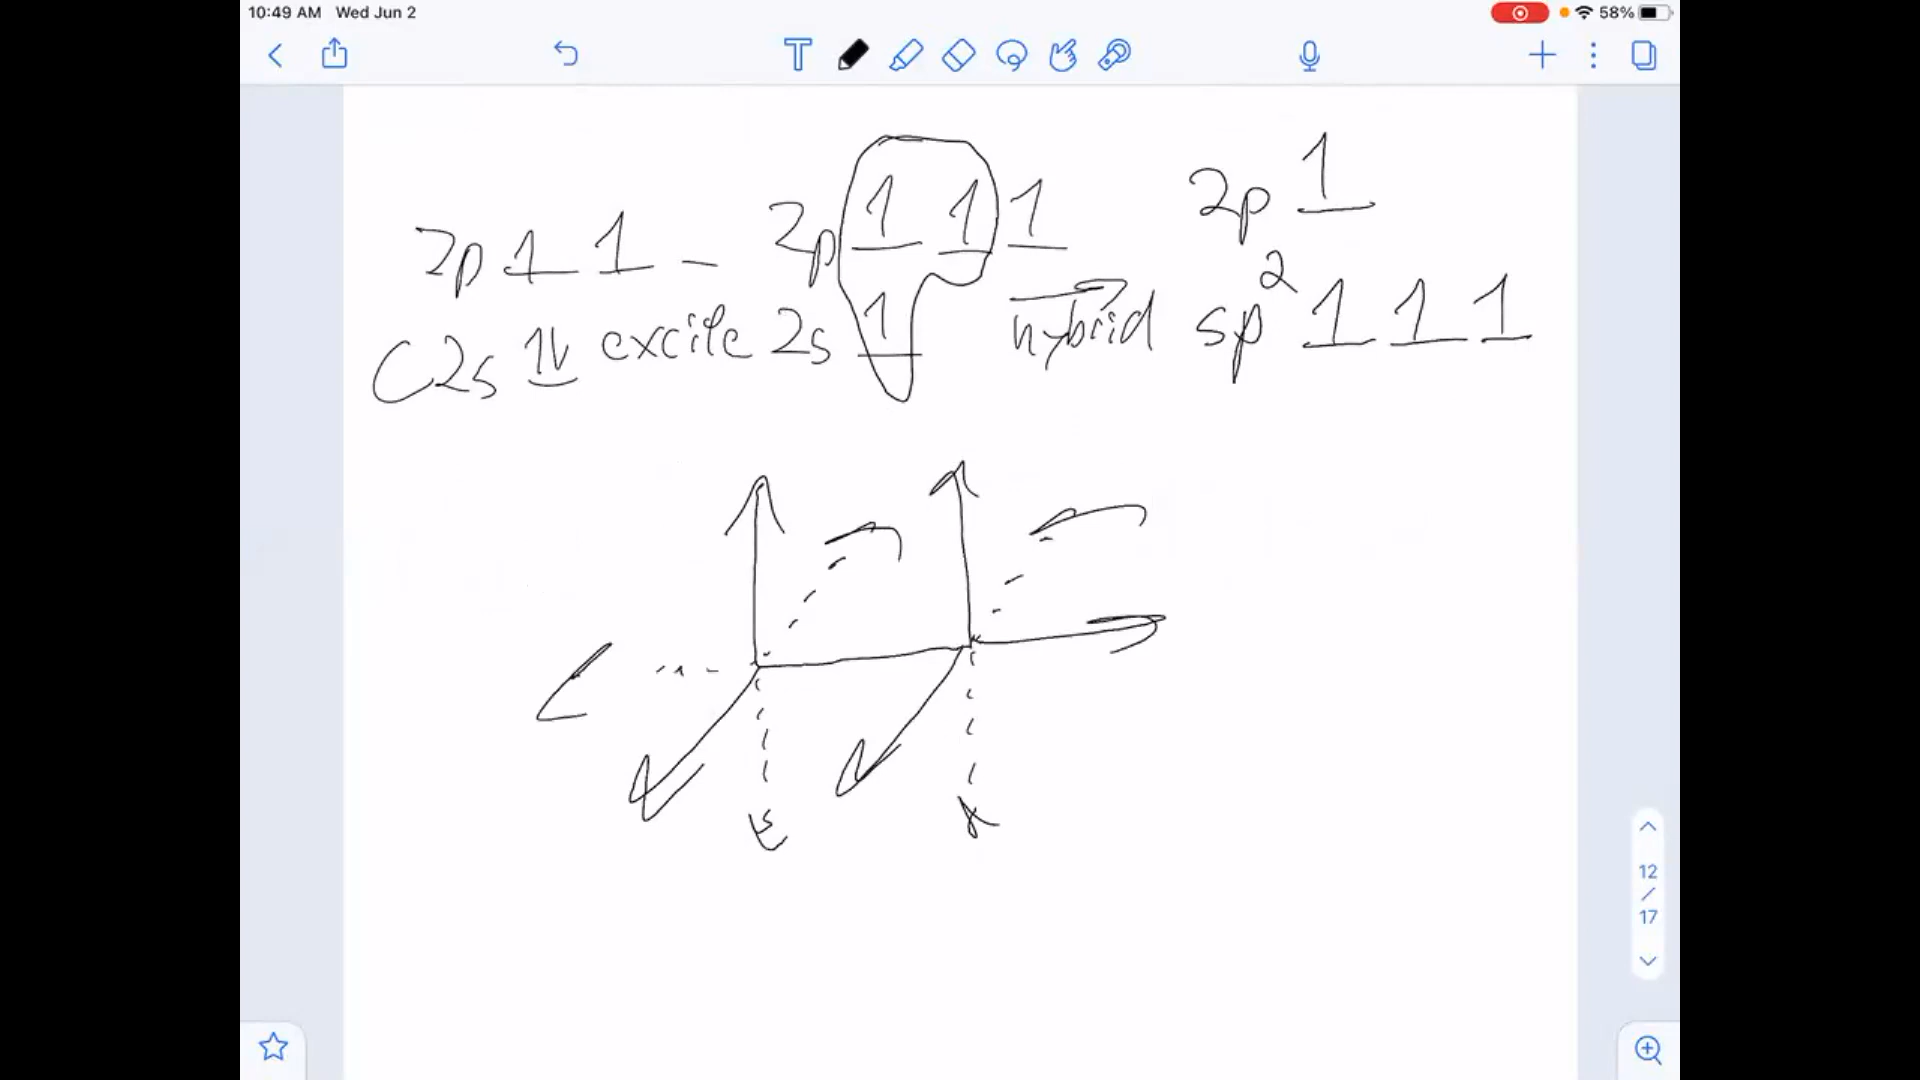 10:49 AM Wed Jun 2
58%
T
2p 1 1 _ 2p 1 1 1 2p 1
C 2s 1l excite 2s 1 hybrid sp² 1 1 1
12
/
17